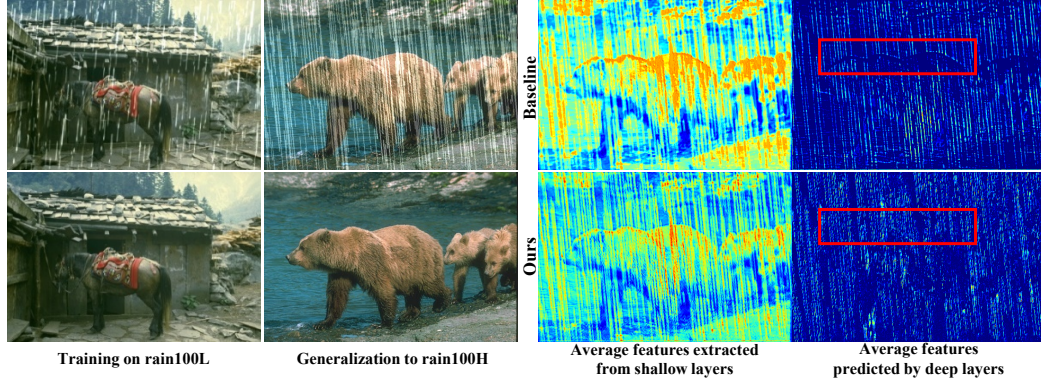 Baseline
Ours
Training on rain100L
Generalization to rain100H
Average features extracted
from shallow layers
Average features
predicted by deep layers